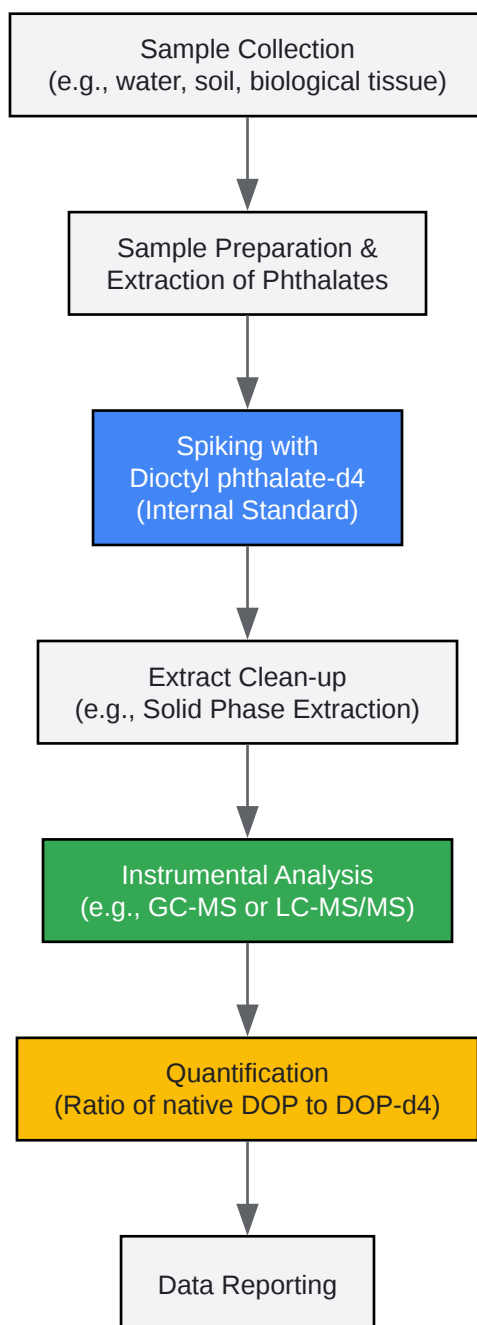 Sample Collection
(e.g., water, soil, biological tissue)
Sample Preparation &
Extraction of Phthalates
Spiking with
Dioctyl phthalate-d4
(Internal Standard)
Extract Clean-up
(e.g., Solid Phase Extraction)
Instrumental Analysis
(e.g., GC-MS or LC-MS/MS)
Quantification
(Ratio of native DOP to DOP-d4)
Data Reporting